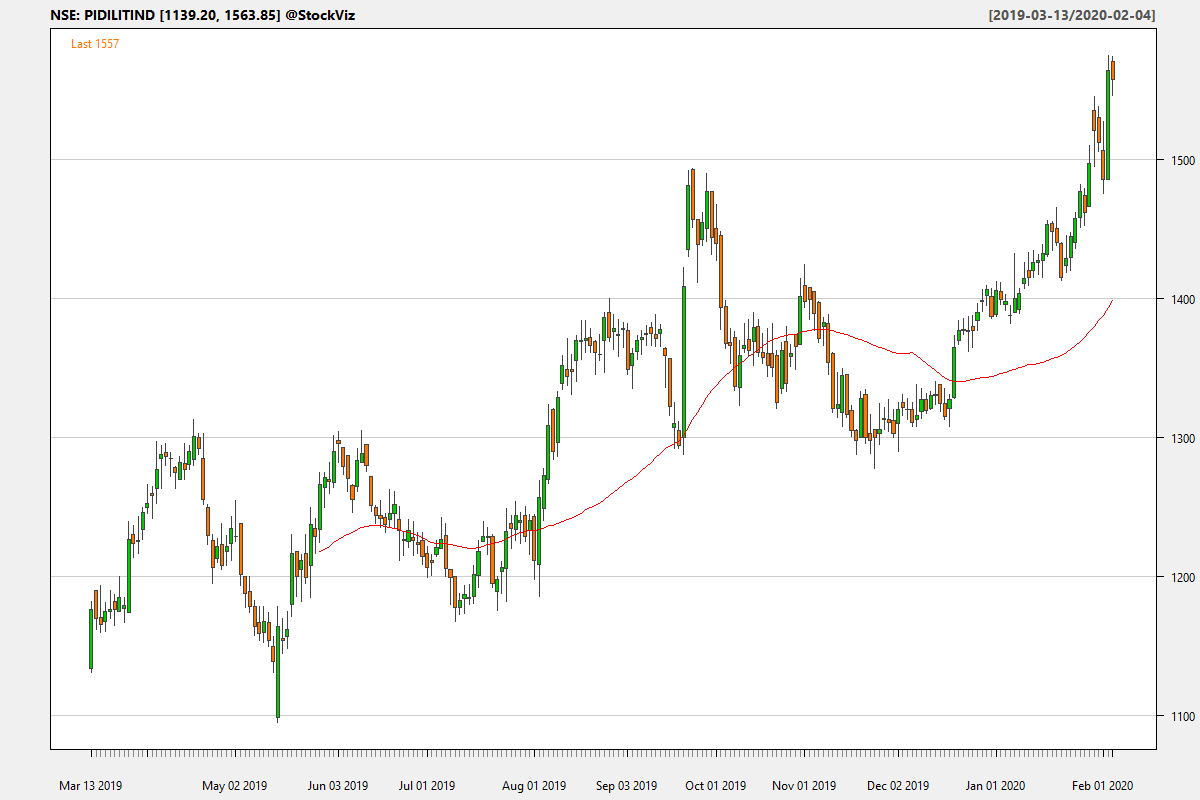 NSE: PIDILITIND [1139.20, 1563.85] @StockViz
[2019-03-13/2020-02-04]
Last 1557
1500
1400
1300
1200
1100
Mar 13 2019
May 02 2019
Jun 03 2019
Jul 01 2019
Aug 01 2019
Sep 03 2019
Oct 01 2019
Nov 01 2019
Dec 02 2019
Jan 01 2020
Feb 01 2020